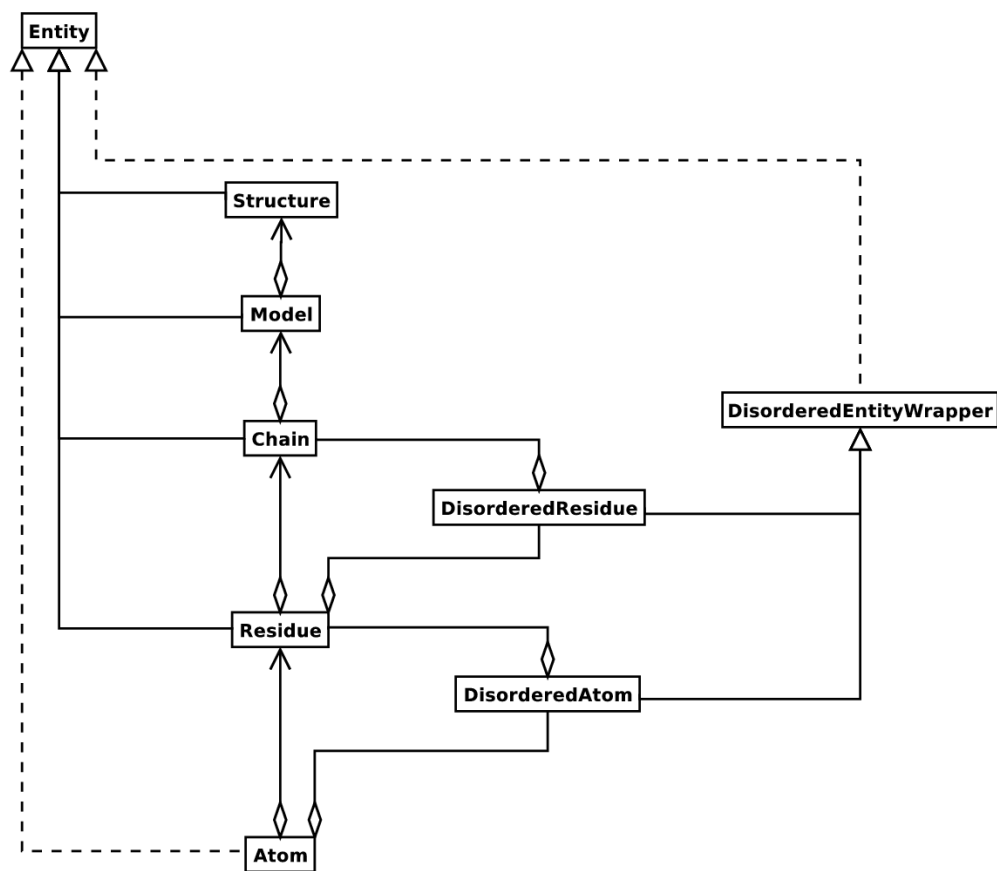 Entity
Structure
Model
DisorderedEntityWrapper
Chain
DisorderedResidue
Residue
DisorderedAtom
Atom